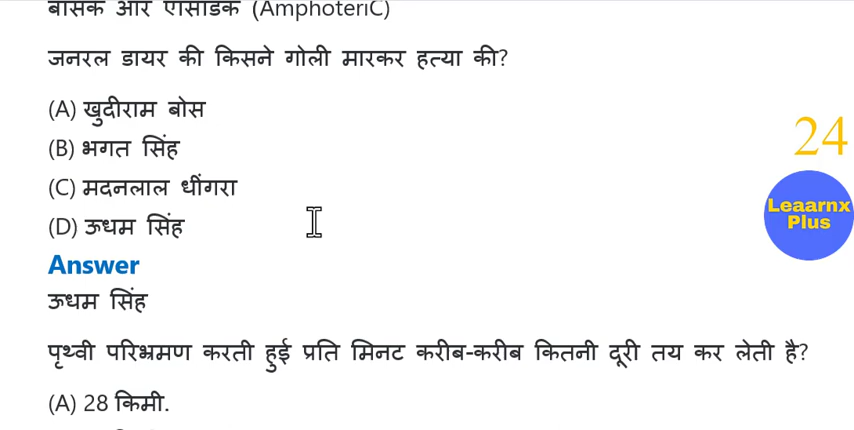 बेसिक और एसिडिक (AmphoteriC)
जनरल डायर की किसने गोली मारकर हत्या की?
(A) खुदीराम बोस
(B) भगत सिंह
(C) मदनलाल धींगरा
(D) ऊधम सिंह
Answer
ऊधम सिंह
पृथ्वी परिभ्रमण करती हुई प्रति मिनट करीब-करीब कितनी दूरी तय कर लेती है?
(A) 28 किमी.
24
Leaarnx
Plus